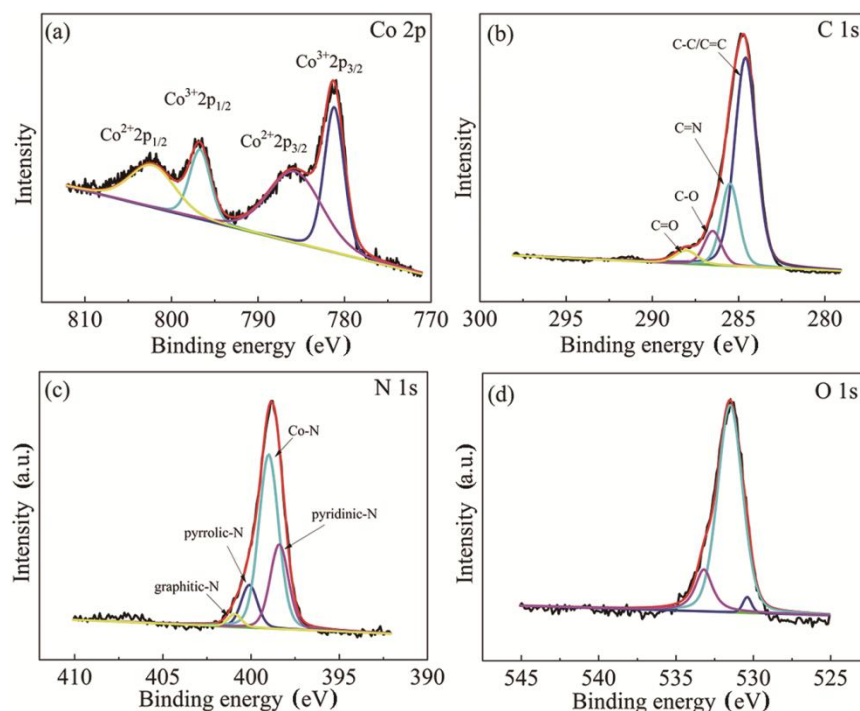 (a)
Co 2p
Co3+2p3/2
Co3+2p1/2
Co2+2p1/2
Co2+2p3/2
Intensity
810 800 790 780 770
Binding energy (eV)
(b)
C 1s
C-C/C=C
C=N
C-O
C=O
Intensity
300 295 290 285 280
Binding energy (eV)
(c)
N 1s
Co-N
pyrrolic-N
pyridinic-N
graphitic-N
Intensity (a.u.)
410 405 400 395 390
Binding energy (eV)
(d)
O 1s
Intensity (a.u.)
545 540 535 530 525
Binding energy (eV)